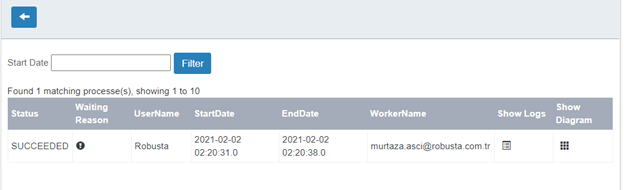 Start Date Filter
Found 1 matching processe(s), showing 1 to 10
Status Waiting Reason UserName StartDate EndDate WorkerName Show Logs Show Diagram
SUCCEEDED Robusta 2021-02-02 02:20:31.0 2021-02-02 02:20:38.0 murtaza.asci@robusta.com.tr